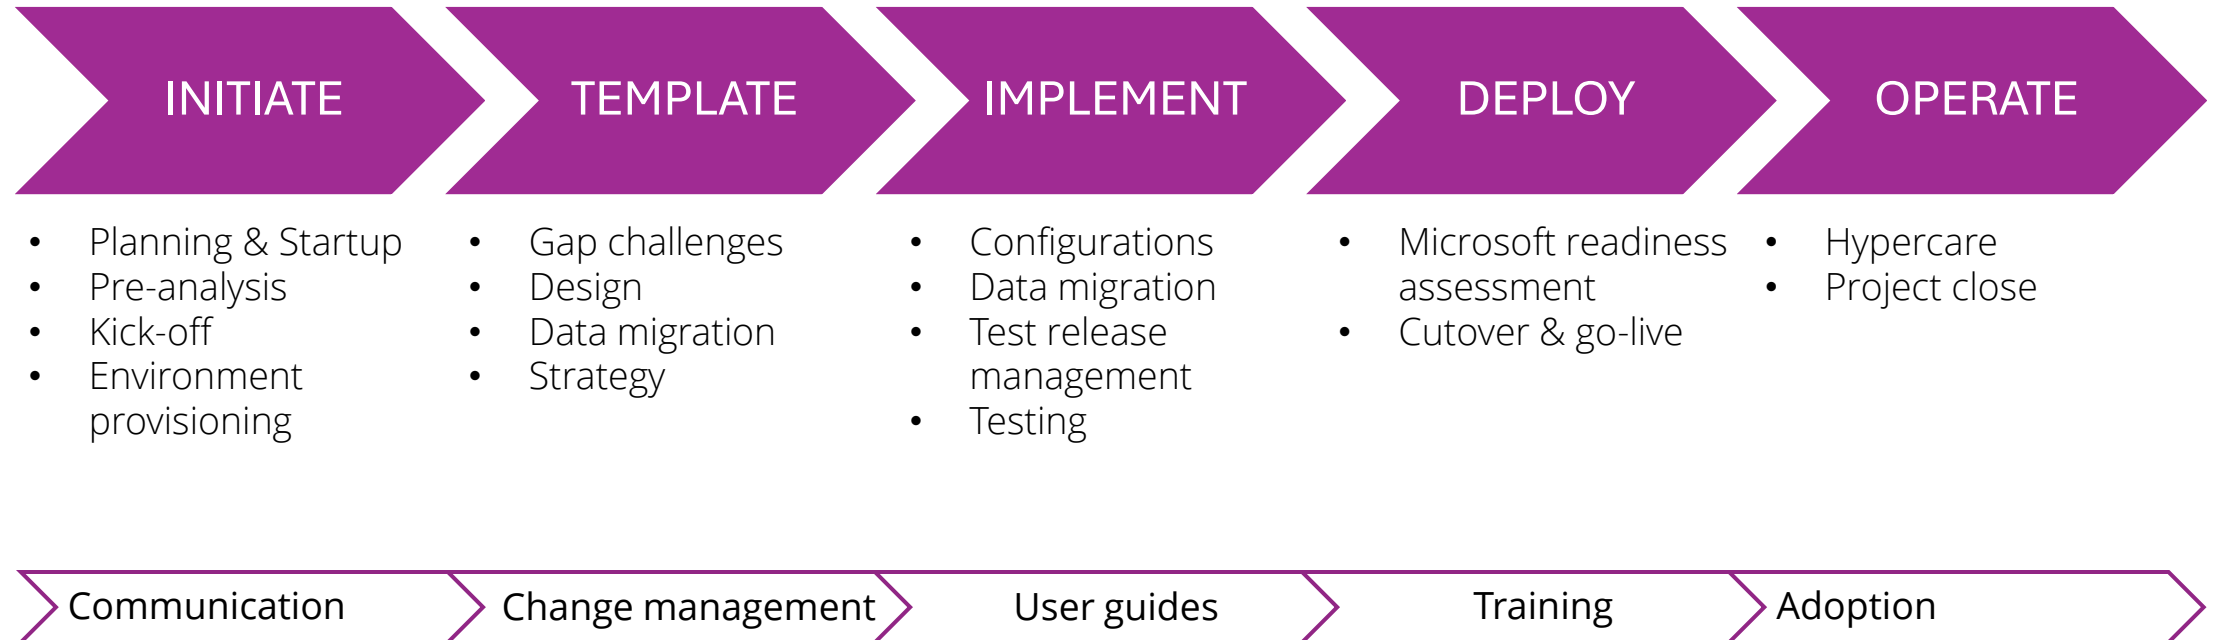 INITIATE
TEMPLATE
IMPLEMENT
DEPLOY
OPERATE
• Planning & Startup
• Pre-analysis
• Kick-off
• Environment
provisioning
• Gap challenges
• Design
• Data migration
• Strategy
• Configurations
• Data migration
• Test release
management
• Testing
• Microsoft readiness
assessment
• Cutover & go-live
• Hypercare
• Project close
Communication
Change management
User guides
Training
Adoption